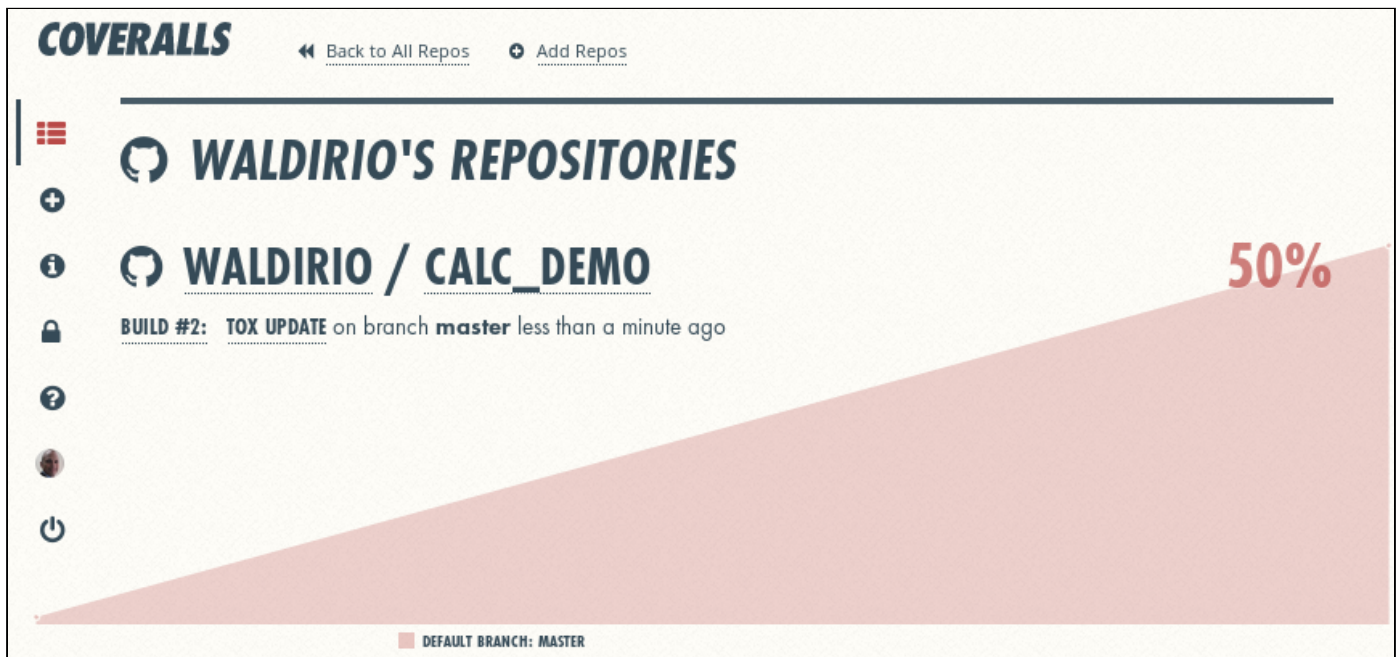 COVERALLS
Back to All Repos
Add Repos
WALDIRIO'S REPOSITORIES
WALDIRIO / CALC_DEMO
50%
BUILD #2: TOX UPDATE on branch master less than a minute ago
DEFAULT BRANCH: MASTER